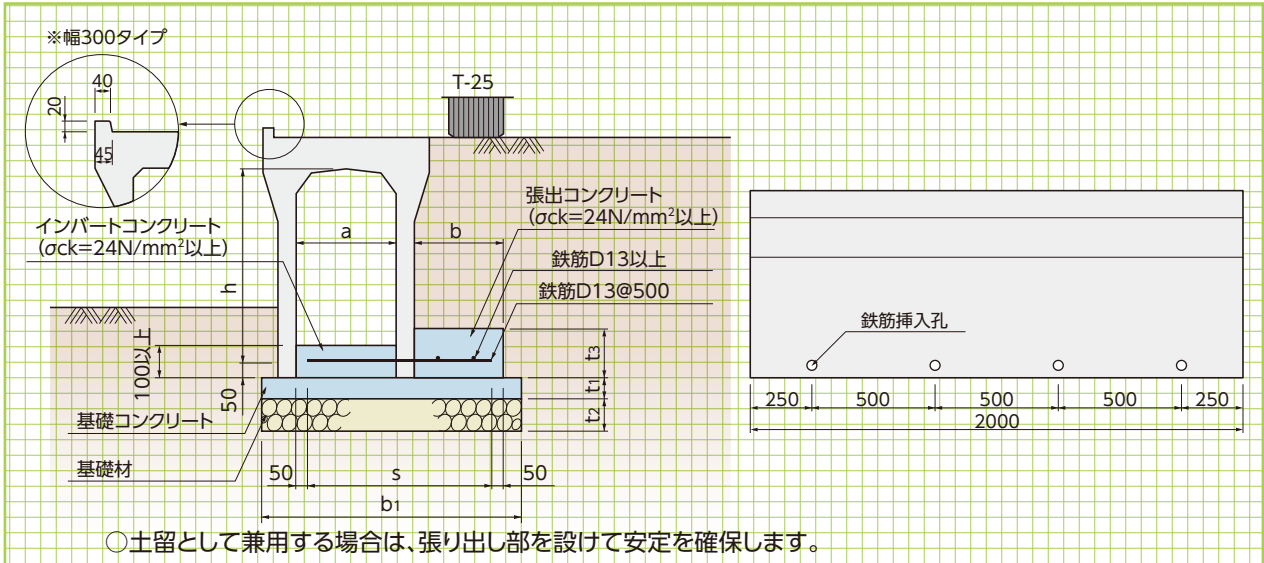 ※幅300タイプ
40
20
45
T-25
インバートコンクリート
(σck=24N/mm²以上)
張出コンクリート
(σck=24N/mm²以上)
鉄筋D13以上
鉄筋D13@500
a
b
h
100以上
50
t3
t1
t2
基礎コンクリート
基礎材
50
s
50
b1
鉄筋挿入孔
250
500
500
500
250
2000
○土留として兼用する場合は、張り出し部を設けて安定を確保します。